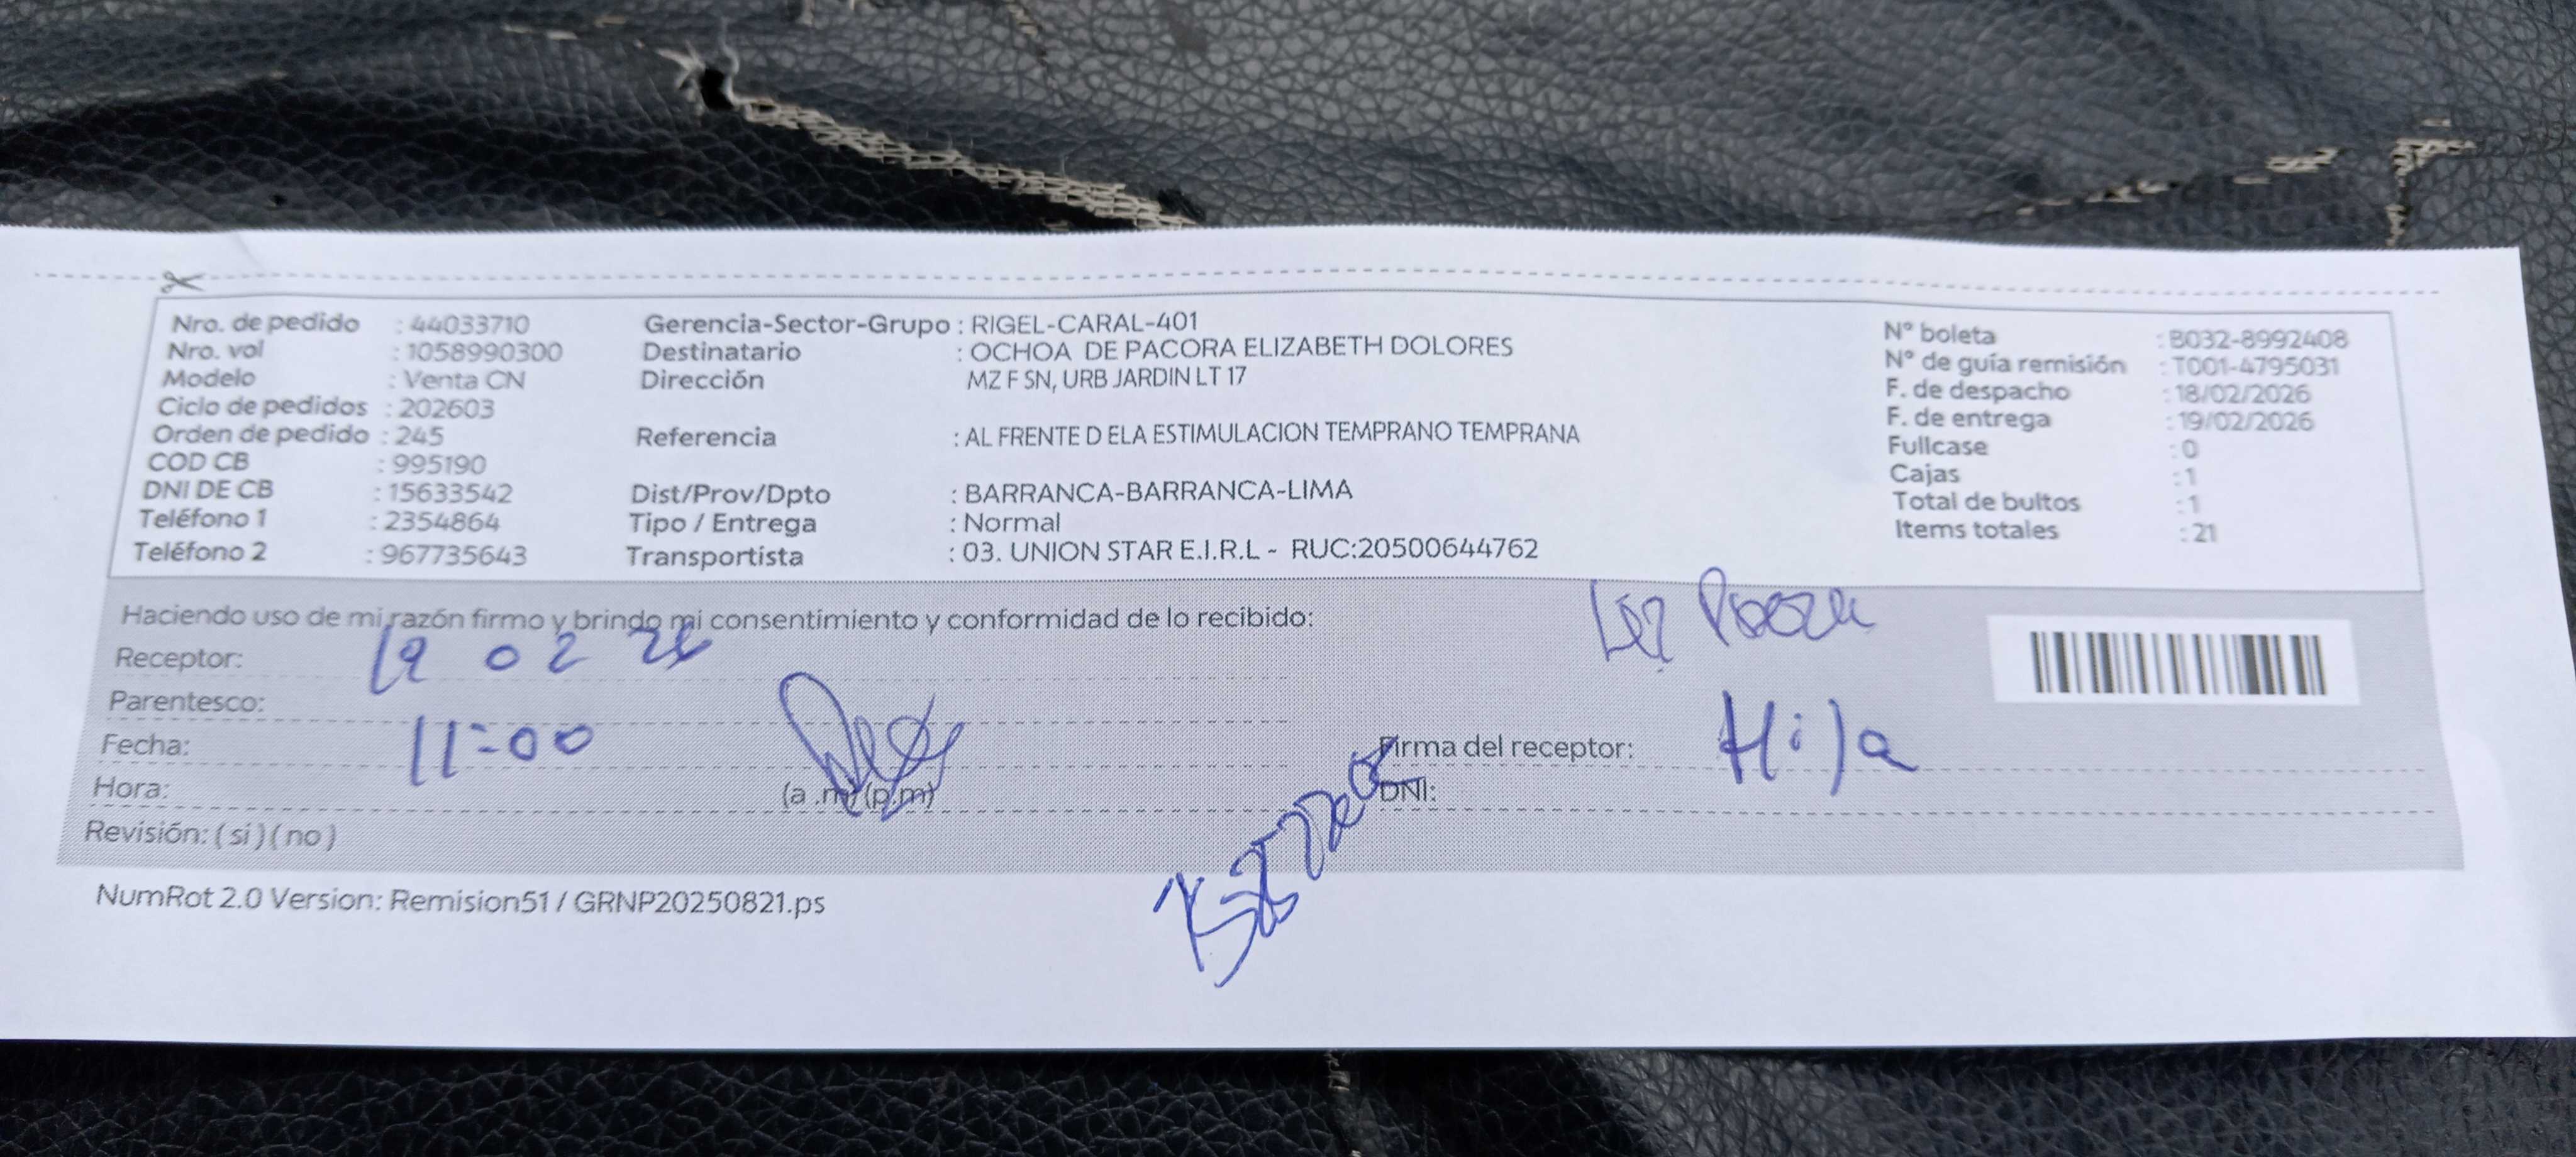 Nro. de pedido : 44033710
Nro. vol : 1058990300
Modelo : Venta CN
Ciclo de pedidos : 202603
Orden de pedido : 245
COD CB : 995190
DNI DE CB : 15633542
Teléfono 1 : 2354864
Teléfono 2 : 967735643
Gerencia-Sector-Grupo : RIGEL-CARAL-401
Destinatario : OCHOA DE PACORA ELIZABETH DOLORES
Dirección MZ F SN, URB JARDIN LT 17
Referencia : AL FRENTE D ELA ESTIMULACION TEMPRANO TEMPRANA
Dist/Prov/Dpto : BARRANCA-BARRANCA-LIMA
Tipo / Entrega : Normal
Transportista : 03. UNION STAR E.I.R.L - RUC:20500644762
N° boleta : B032-8992408
N° de guía remisión : T001-4795031
F. de despacho : 18/02/2026
F. de entrega : 19/02/2026
Fullcase : 0
Cajas : 1
Total de bultos : 1
Items totales : 21
Haciendo uso de mi razón firmo y brindo mi consentimiento y conformidad de lo recibido:
Receptor: 19 02 26
Parentesco:
Fecha: 11:00
Hora: (a .m) (p.m)
Revisión: ( si ) ( no )
Firma del receptor: Hija
DNI:
NumRot 2.0 Version: Remision51 / GRNP20250821.ps